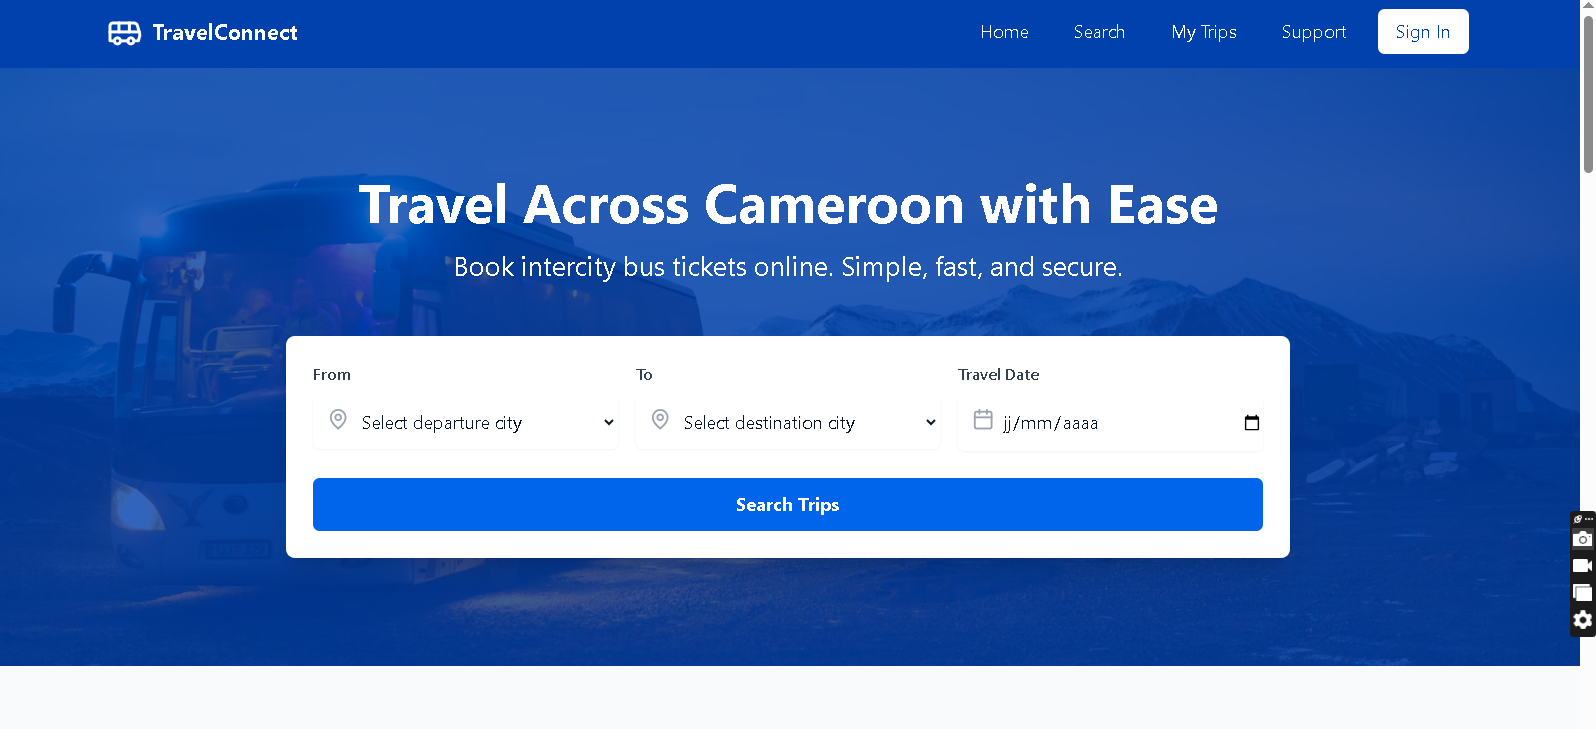 TravelConnect
Home Search My Trips Support Sign In
Travel Across Cameroon with Ease
Book intercity bus tickets online. Simple, fast, and secure.
From To Travel Date
Select departure city Select destination city jj/mm/aaaa
Search Trips